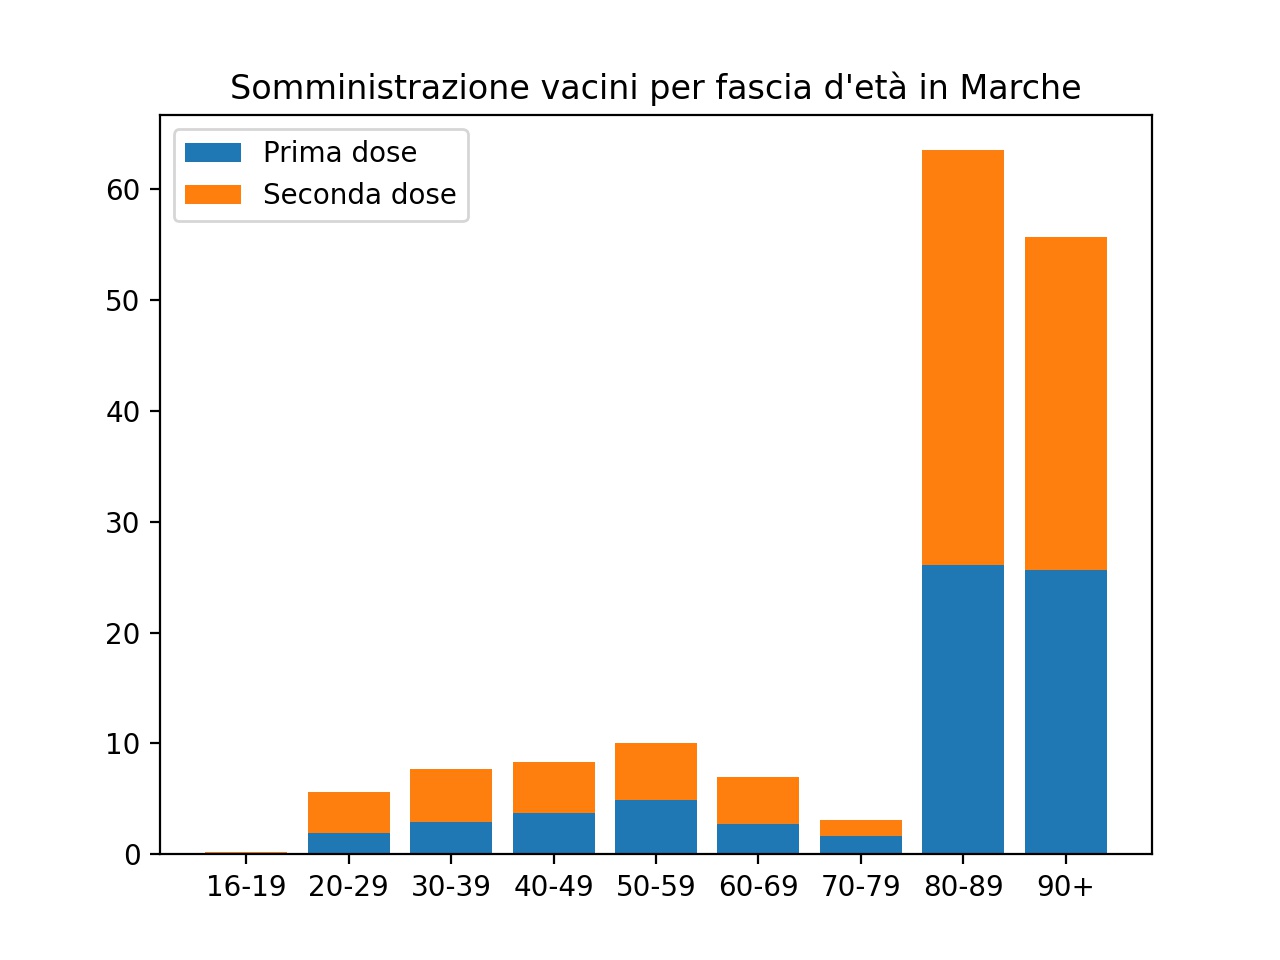 Somministrazione vacini per fascia d'età in Marche
Prima dose
Seconda dose
60
50
40
30
20
10
0
16-19 20-29 30-39 40-49 50-59 60-69 70-79 80-89 90+